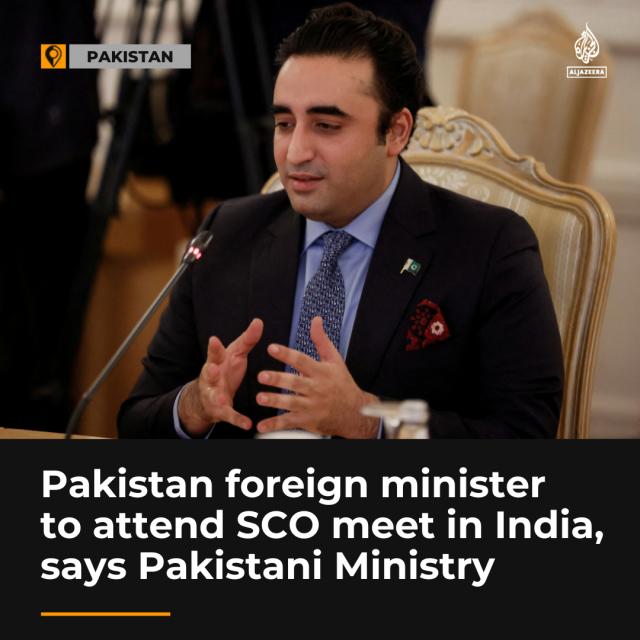 PAKISTAN
ALJAZEERA
Pakistan foreign minister
to attend SCO meet in India,
says Pakistani Ministry